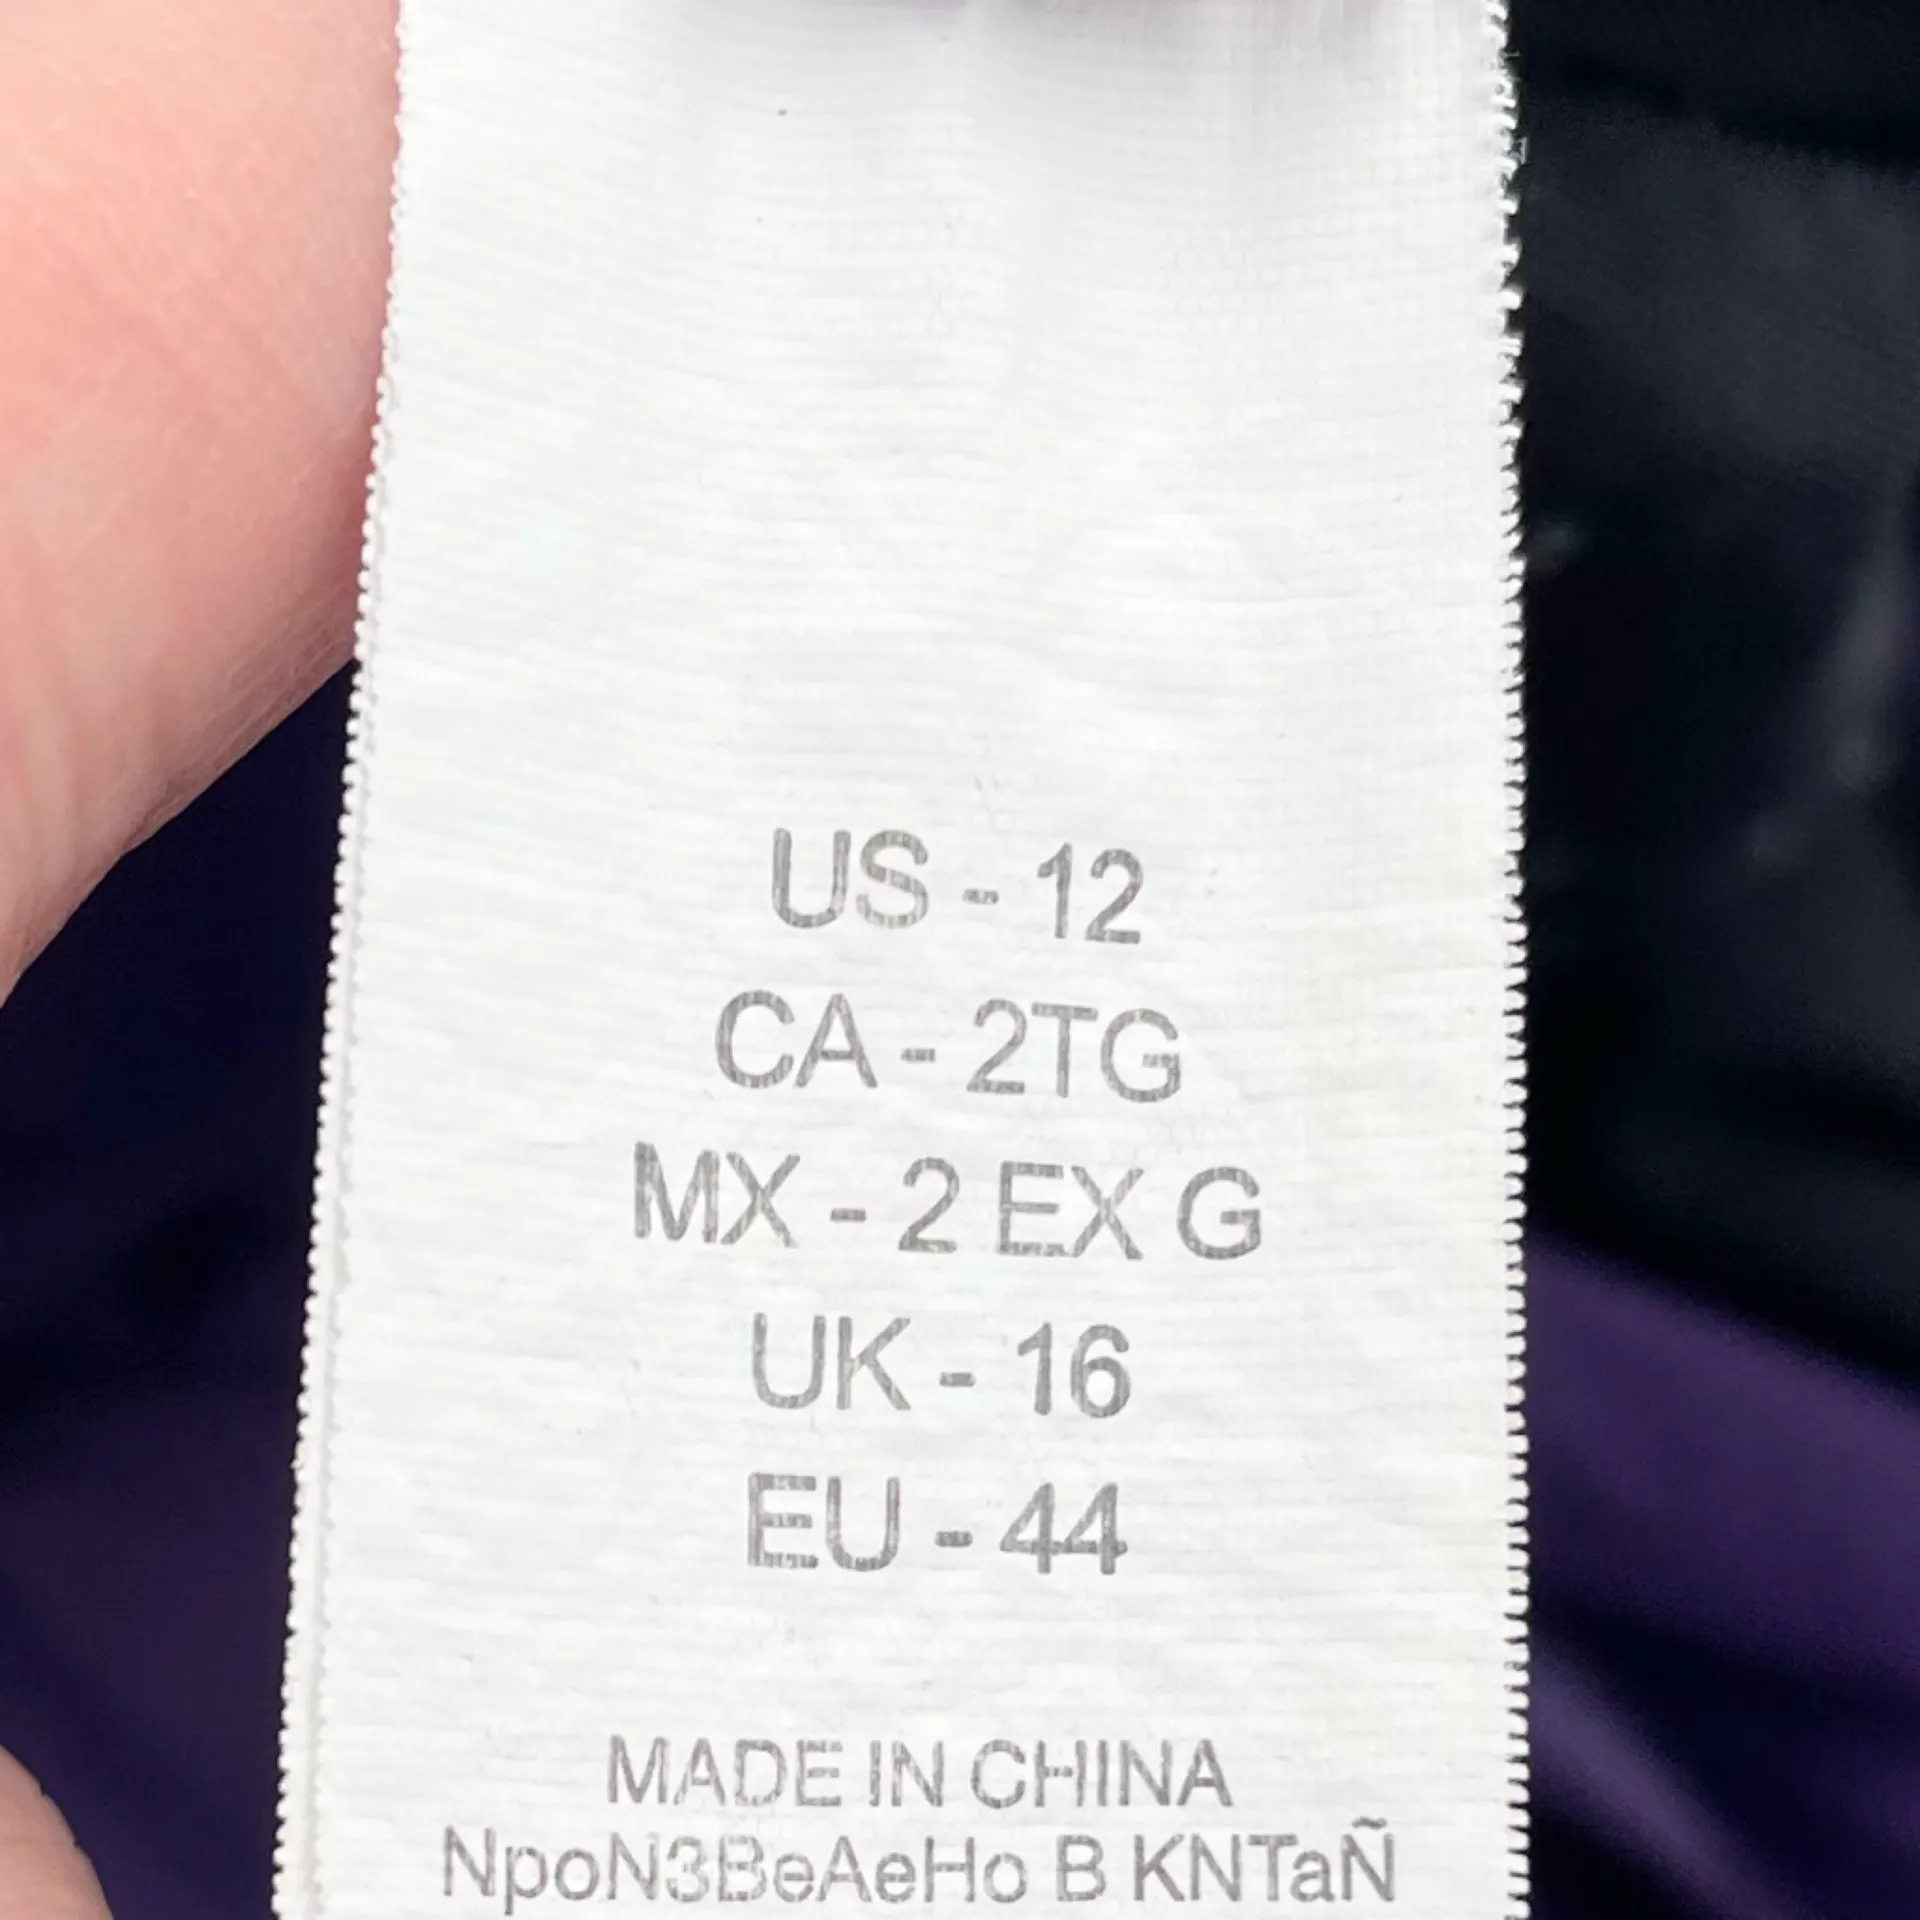 US - 12
CA - 2TG
MX - 2 EX G
UK - 16
EU - 44
MADE IN CHINA
NpoN3BeAeHo B KNTaÑ